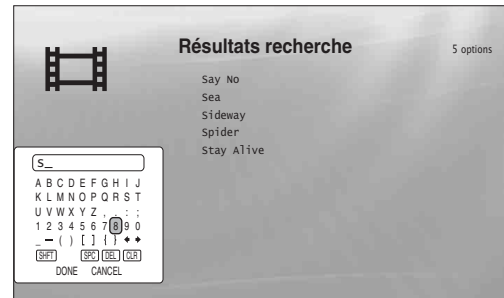 Résultats recherche
5 options
Say No
Sea
Sideway
Spider
Stay Alive
S_
A B C D E F G H I J
K L M N O P Q R S T
U V W X Y Z , . : ;
1 2 3 4 5 6 7 8 9 0
_ – ( ) [ ] { }
SHFT SPC DEL CLR
DONE CANCEL